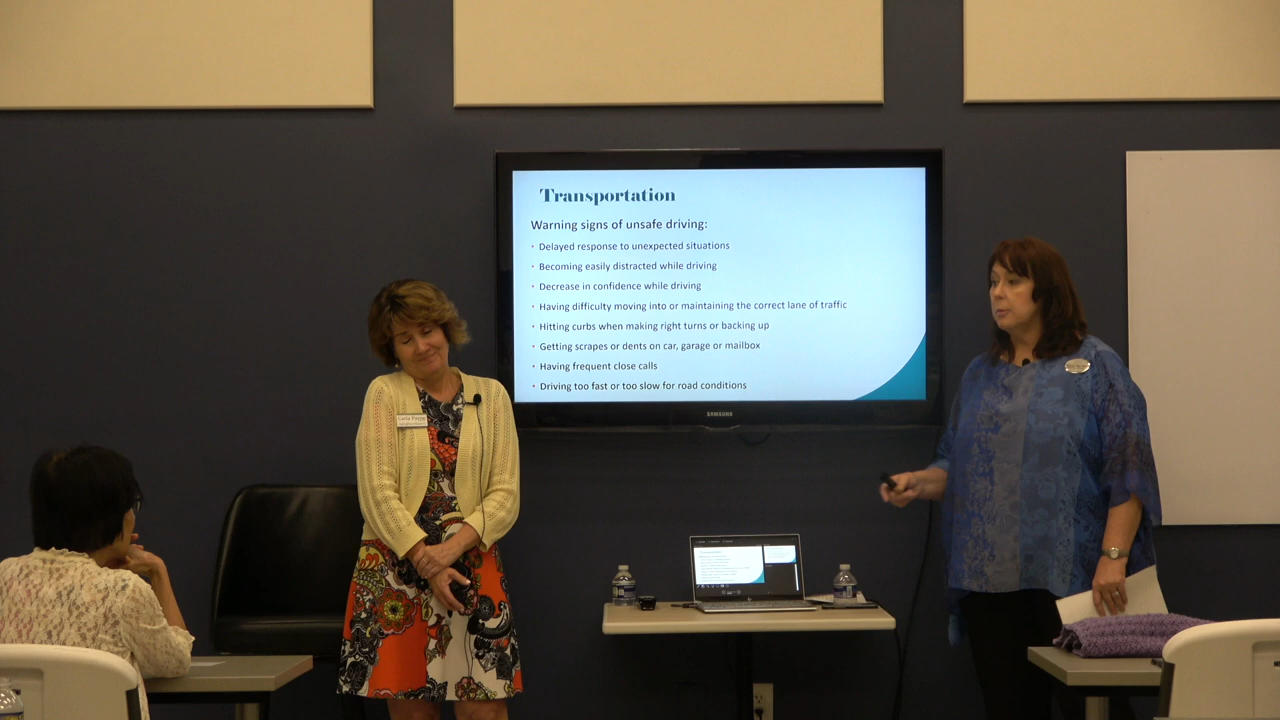 Transportation
Warning signs of unsafe driving:
• Delayed response to unexpected situations
• Becoming easily distracted while driving
• Decrease in confidence while driving
• Having difficulty moving into or maintaining the correct lane of traffic
• Hitting curbs when making right turns or backing up
• Getting scrapes or dents on car, garage or mailbox
• Having frequent close calls
• Driving too fast or too slow for road conditions
SAMSUNG
Transportation